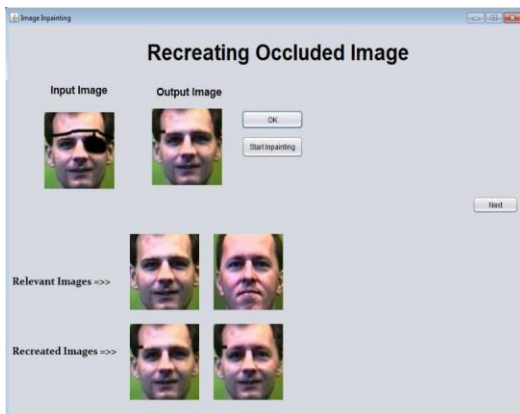 Image Inpainting
Recreating Occluded Image
Input Image
Output Image
OK
Start Inpainting
Next
Relevant Images =>>
Recreated Images =>>